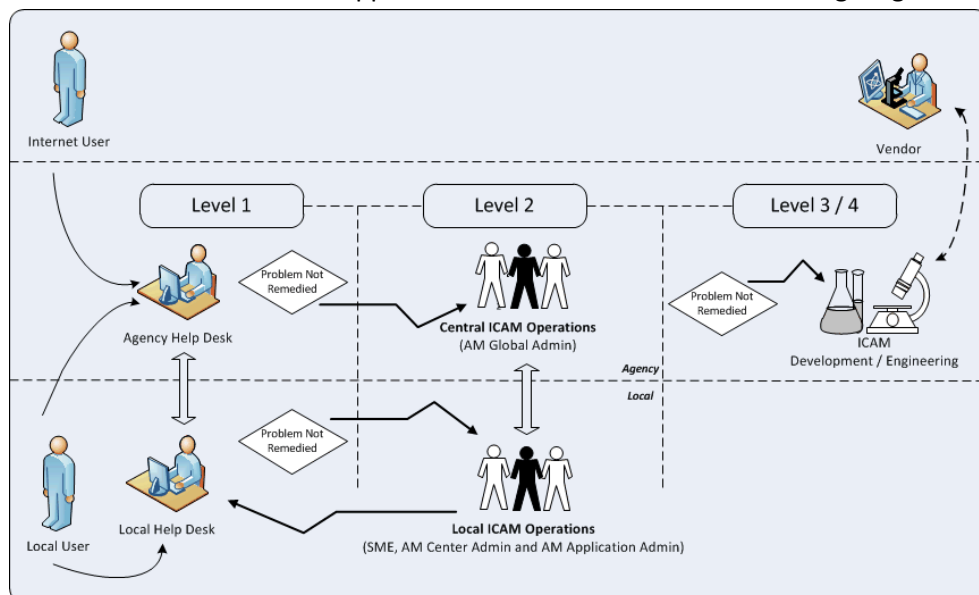 Internet User
Vendor
Level 1
Level 2
Level 3 / 4
Problem Not
Remedied
Agency Help Desk
Central ICAM Operations
(AM Global Admin)
Problem Not
Remedied
ICAM
Development / Engineering
Agency
Local
Problem Not
Remedied
Local User
Local Help Desk
Local ICAM Operations
(SME, AM Center Admin and AM Application Admin)